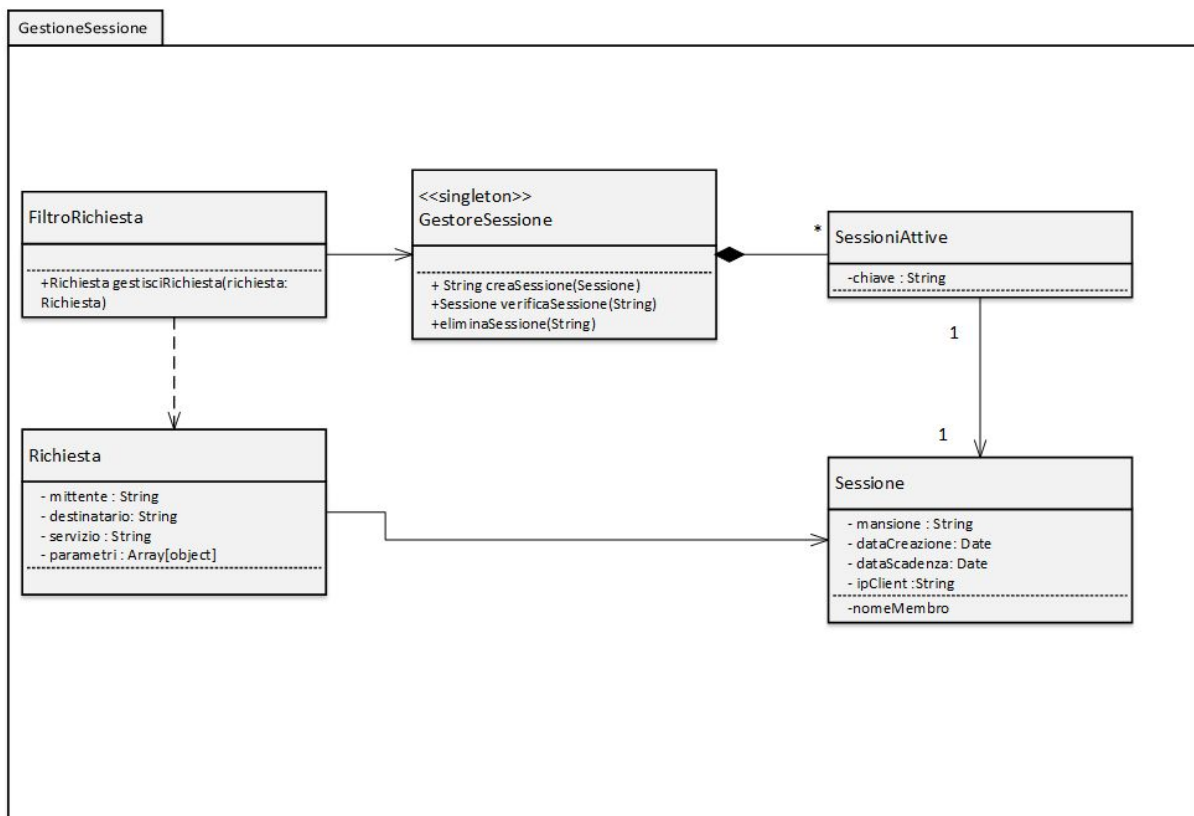 GestioneSessione
FiltroRichiesta
+Richiesta gestisciRichiesta(richiesta:
Richiesta)
<<singleton>>
GestoreSessione
+ String creaSessione(Sessione)
+Sessione verificaSessione(String)
+eliminaSessione(String)
*
SessioniAttive
-chiave : String
1
1
Richiesta
- mittente : String
- destinatario: String
- servizio : String
- parametri : Array[object]
Sessione
- mansione : String
- dataCreazione: Date
- dataScadenza: Date
- ipClient :String
-nomeMembro